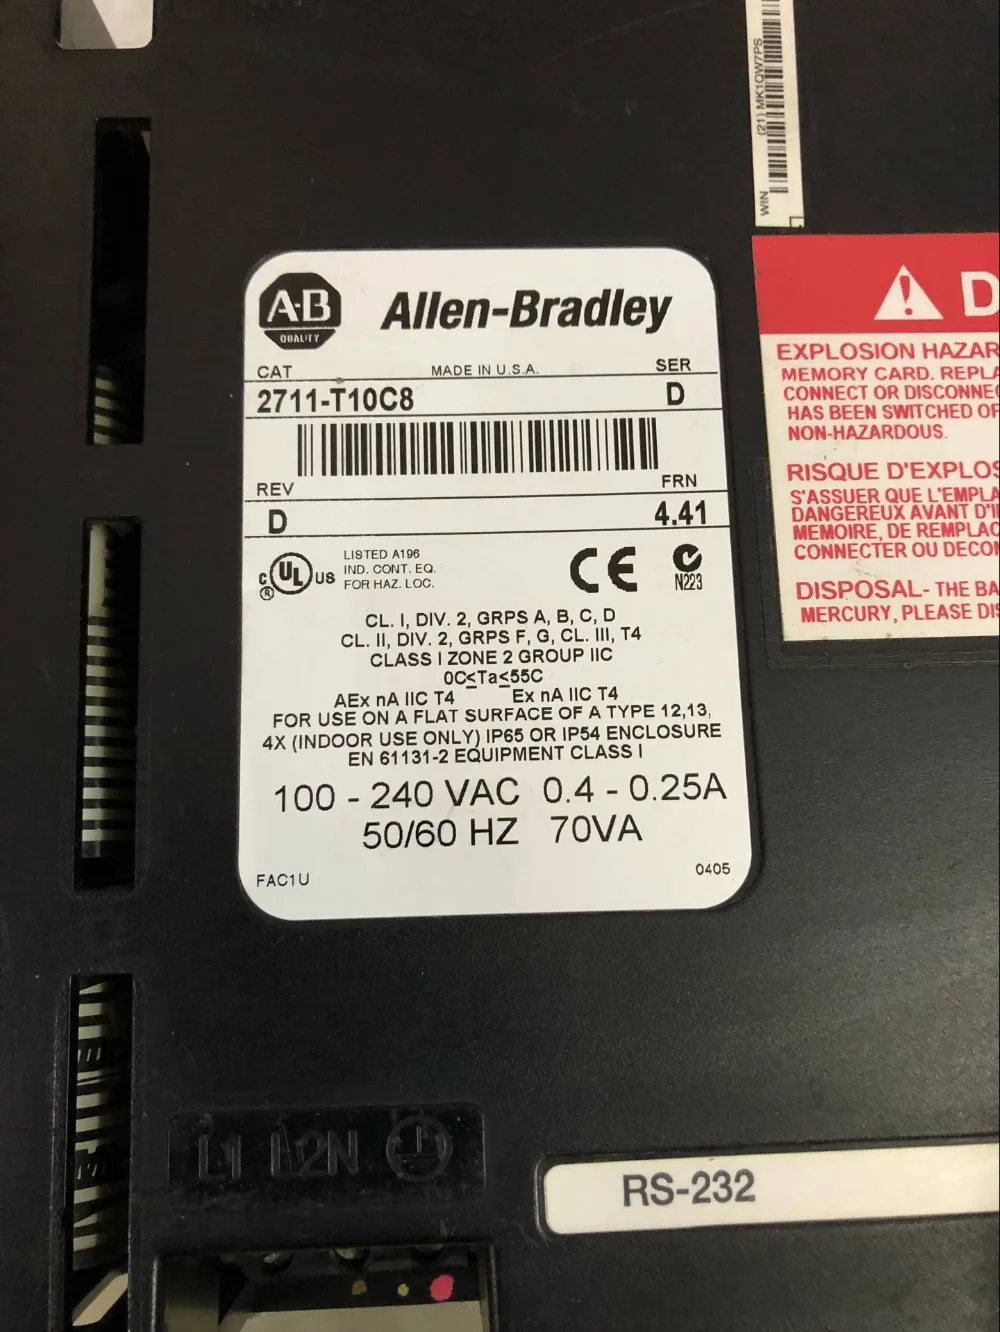 (21) MK1QW7PS
WIN
A-B
QUALITY
Allen-Bradley
CAT MADE IN U.S.A. SER
2711-T10C8 D
REV FRN
D 4.41
C UL US
®
LISTED A196
IND. CONT. EQ.
FOR HAZ. LOC.
CE
N223
CL. I, DIV. 2, GRPS A, B, C, D
CL. II, DIV. 2, GRPS F, G, CL. III, T4
CLASS I ZONE 2 GROUP IIC
0C≤Ta≤55C
AEx nA IIC T4 Ex nA IIC T4
FOR USE ON A FLAT SURFACE OF A TYPE 12,13,
4X (INDOOR USE ONLY) IP65 OR IP54 ENCLOSURE
EN 61131-2 EQUIPMENT CLASS I
100 - 240 VAC 0.4 - 0.25A
50/60 HZ 70VA
FAC1U 0405
D
EXPLOSION HAZAR
MEMORY CARD. REPLA
CONNECT OR DISCONNE
HAS BEEN SWITCHED OF
NON-HAZARDOUS.
RISQUE D'EXPLOS
S'ASSURER QUE L'EMPLA
DANGEREUX AVANT D'I
MEMOIRE, DE REMPLAC
CONNECTER OU DECON
DISPOSAL- THE BA
MERCURY, PLEASE DIS
L1 L2N
RS-232